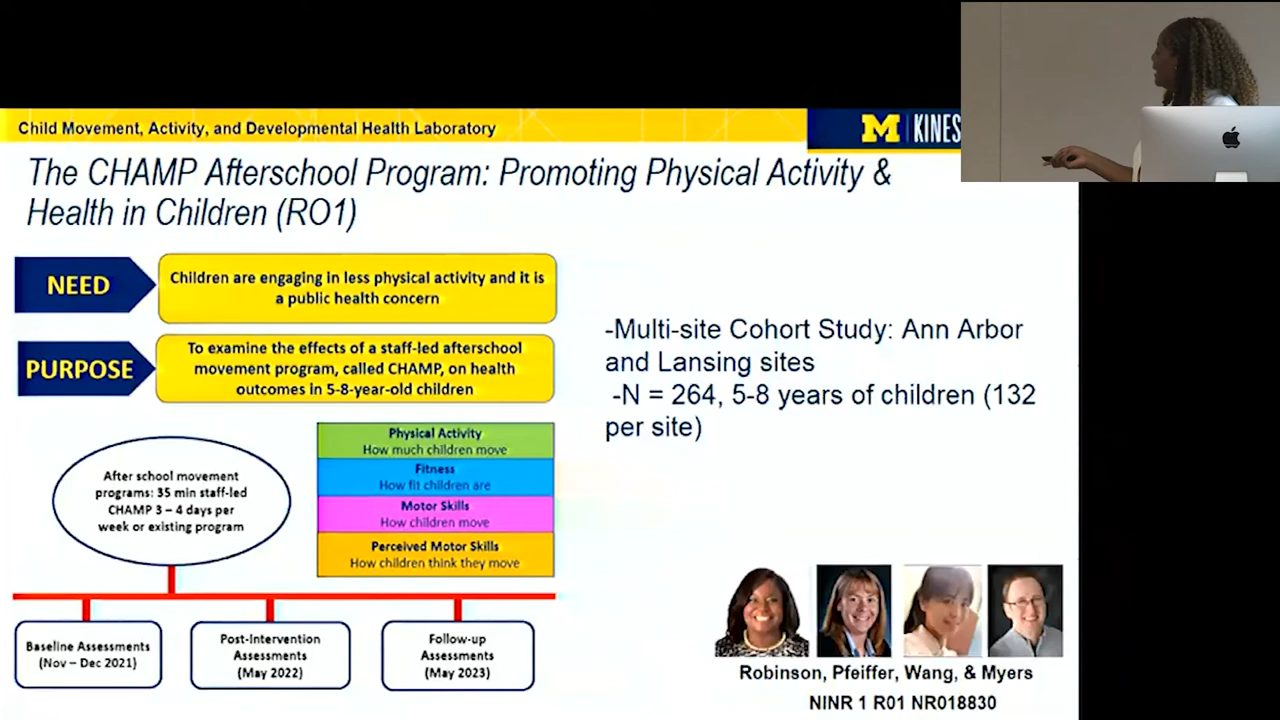 Child Movement, Activity, and Developmental Health Laboratory
M | KINES
The CHAMP Afterschool Program: Promoting Physical Activity &
Health in Children (RO1)
NEED
Children are engaging in less physical activity and it is
a public health concern
PURPOSE
To examine the effects of a staff-led afterschool
movement program, called CHAMP, on health
outcomes in 5-8-year-old children
-Multi-site Cohort Study: Ann Arbor
and Lansing sites
-N = 264, 5-8 years of children (132
per site)
After school movement
programs: 35 min staff-led
CHAMP 3 – 4 days per
week or existing program
Physical Activity
How much children move
Fitness
How fit children are
Motor Skills
How children move
Perceived Motor Skills
How children think they move
Baseline Assessments
(Nov – Dec 2021)
Post-Intervention
Assessments
(May 2022)
Follow-up
Assessments
(May 2023)
Robinson, Pfeiffer, Wang, & Myers
NINR 1 R01 NR018830